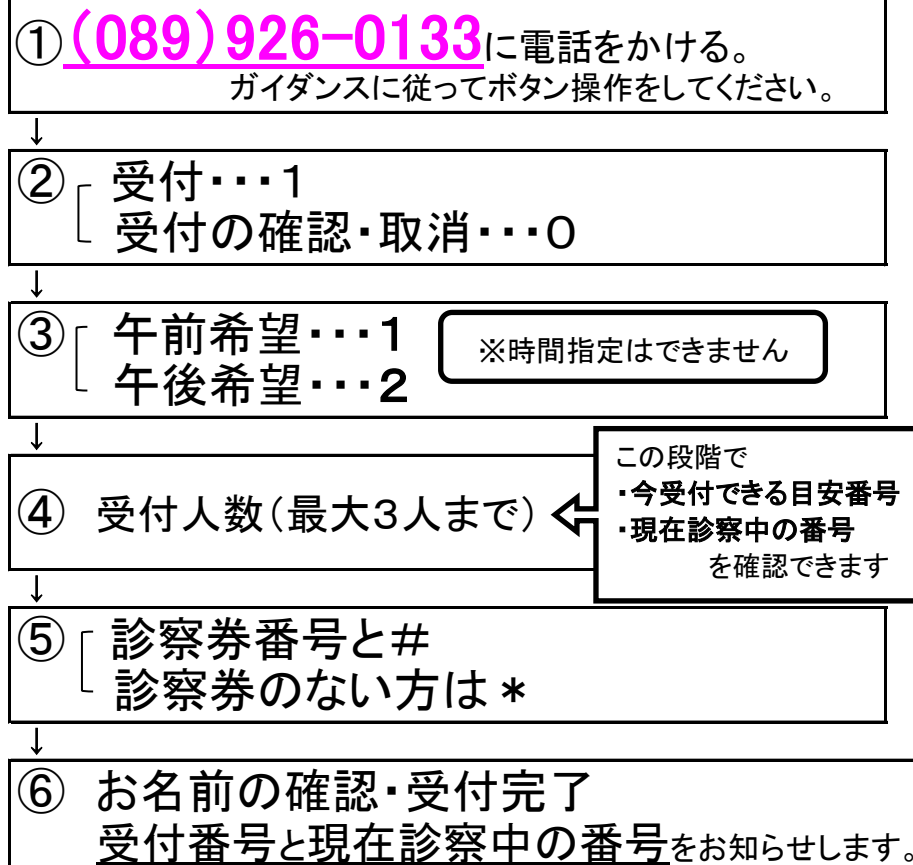 ①(089)926-0133に電話をかける。
ガイダンスに従ってボタン操作をしてください。
↓
② 受付・・・1
受付の確認・取消・・・0
↓
③ 午前希望・・・1
午後希望・・・2
※時間指定はできません
↓
④ 受付人数(最大3人まで)
この段階で
・今受付できる目安番号
・現在診察中の番号
を確認できます
↓
⑤ 診察券番号と#
診察券のない方は*
↓
⑥ お名前の確認・受付完了
受付番号と現在診察中の番号をお知らせします。